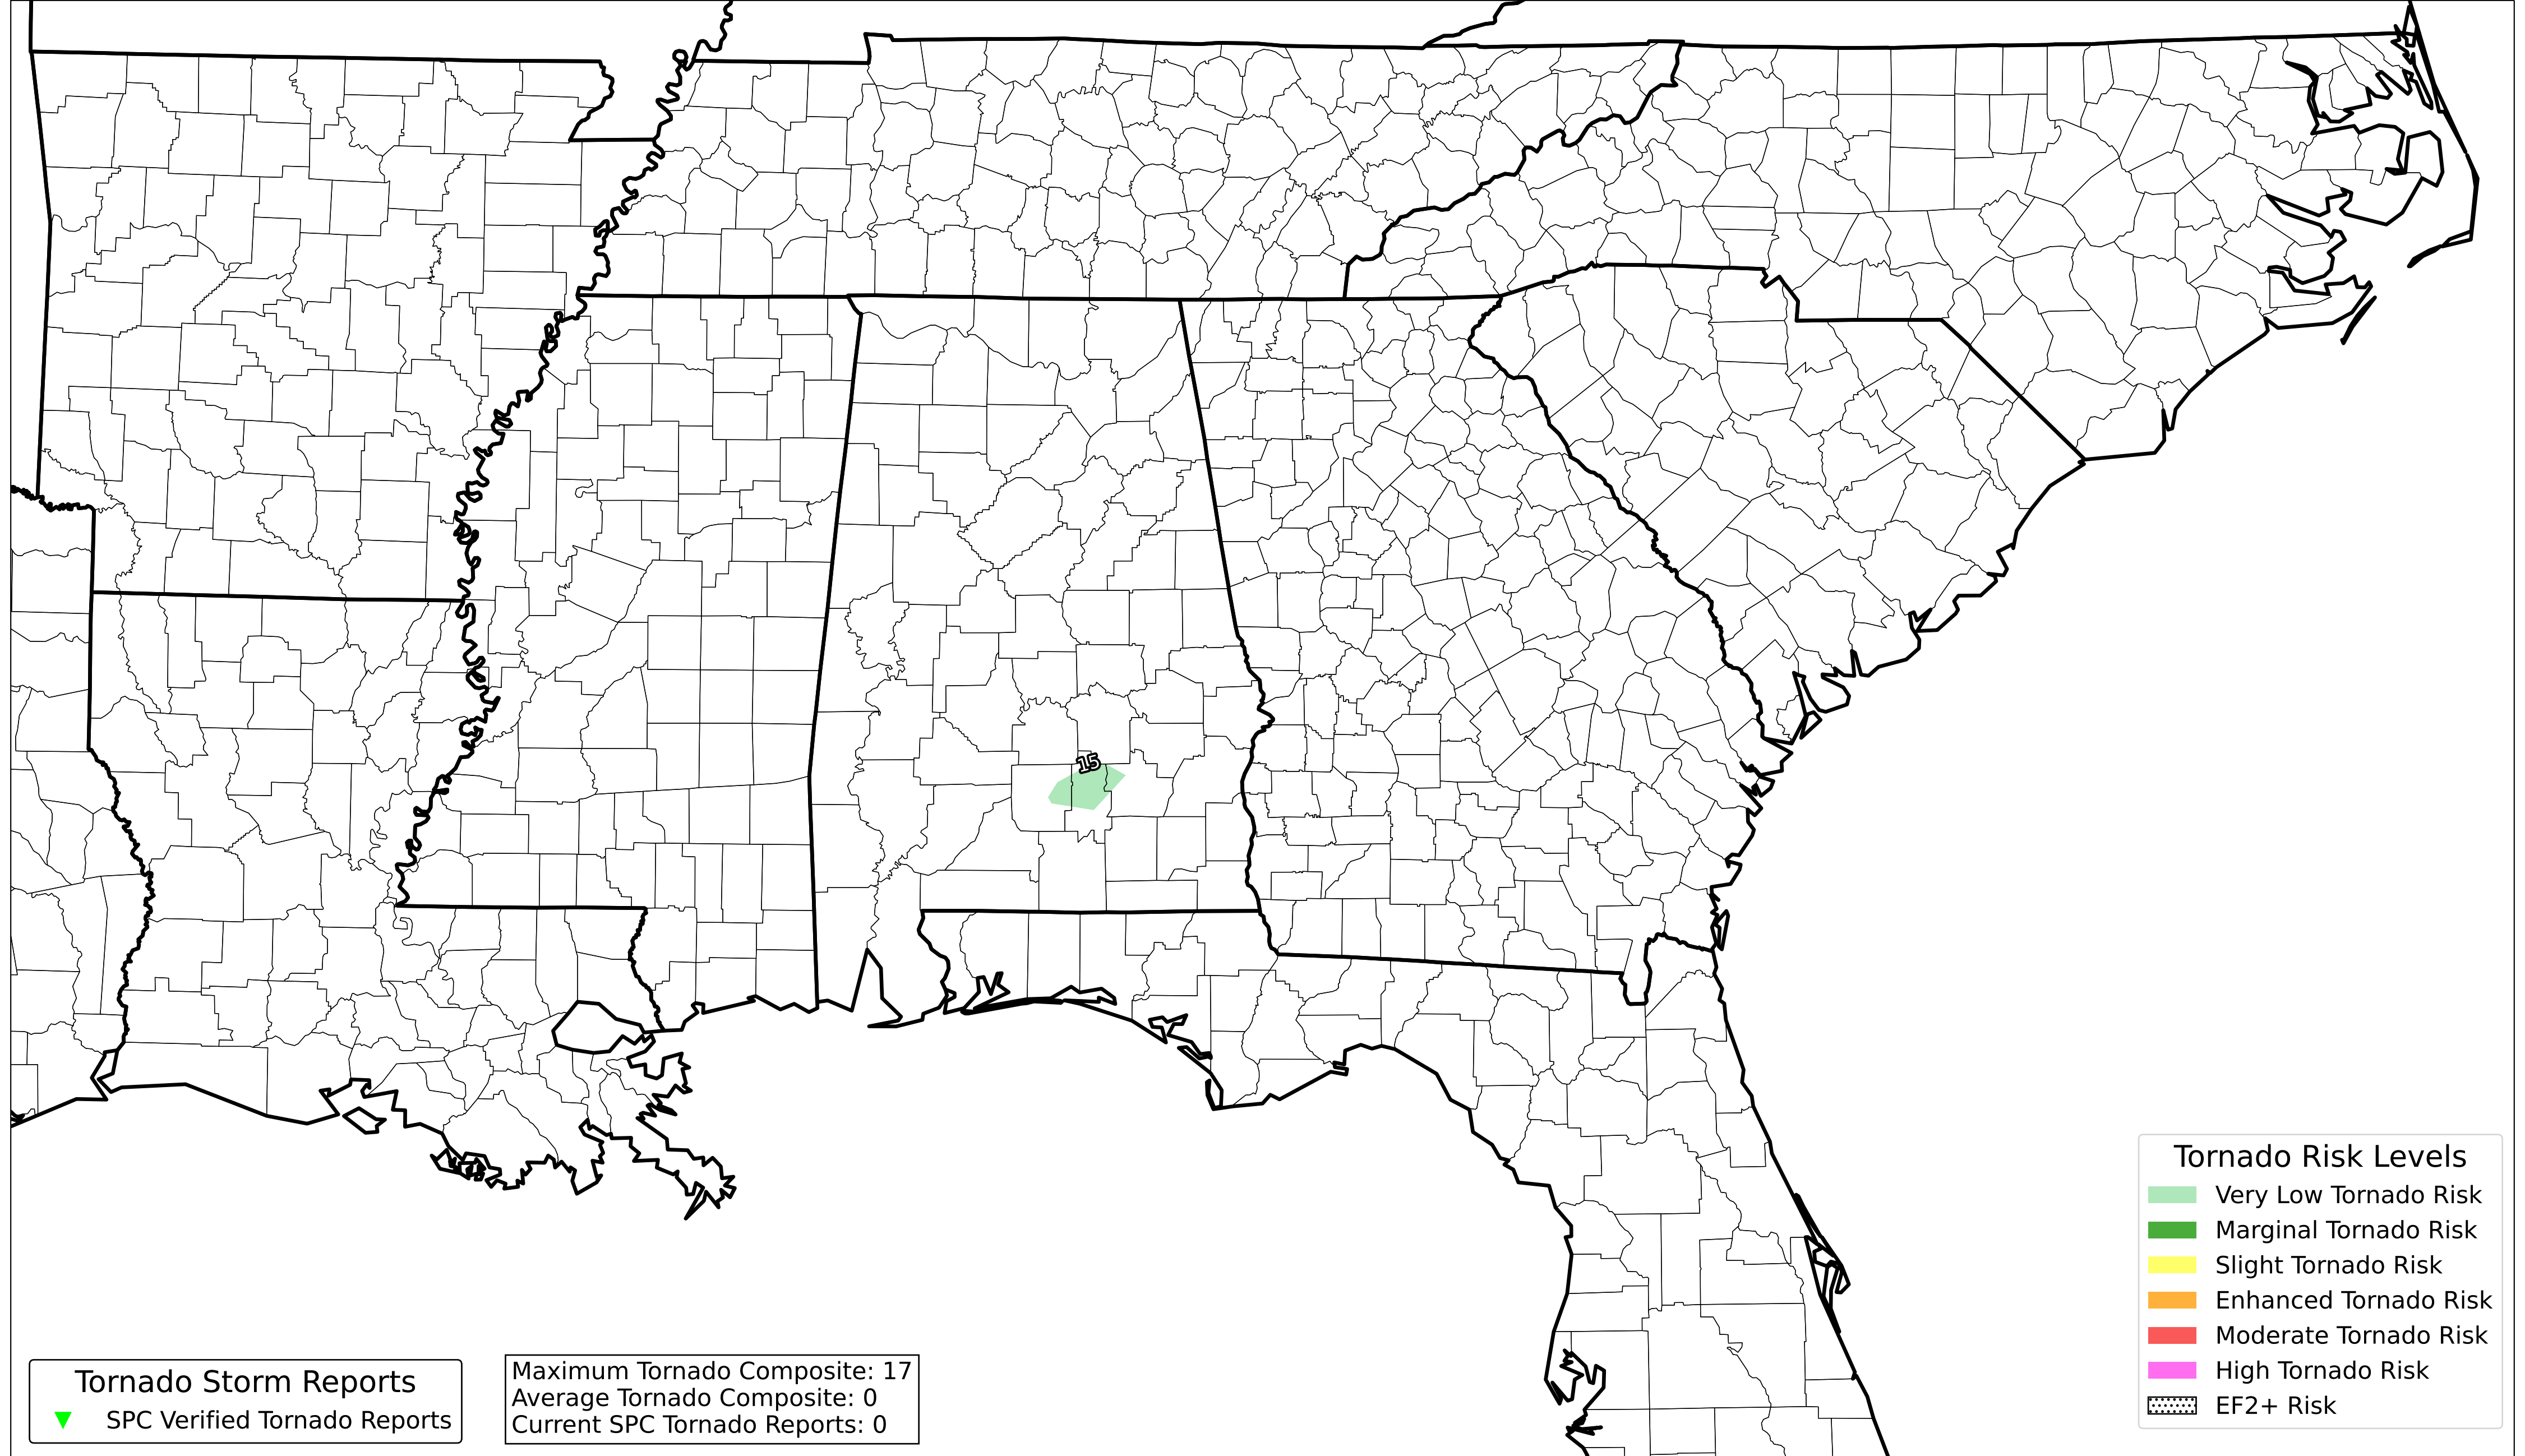 15
Tornado Risk Levels
Very Low Tornado Risk
Marginal Tornado Risk
Slight Tornado Risk
Enhanced Tornado Risk
Moderate Tornado Risk
High Tornado Risk
EF2+ Risk
Tornado Storm Reports
SPC Verified Tornado Reports
Maximum Tornado Composite: 17
Average Tornado Composite: 0
Current SPC Tornado Reports: 0